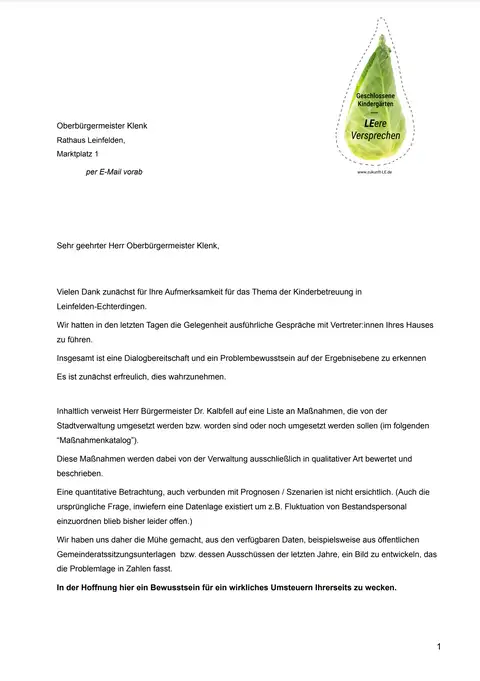 Geschlossene
Kindergärten
LEere
Versprechen
www.zukunft-LE.de
Oberbürgermeister Klenk
Rathaus Leinfelden,
Marktplatz 1
per E-Mail vorab
Sehr geehrter Herr Oberbürgermeister Klenk,
Vielen Dank zunächst für Ihre Aufmerksamkeit für das Thema der Kinderbetreuung in
Leinfelden-Echterdingen.
Wir hatten in den letzten Tagen die Gelegenheit ausführliche Gespräche mit Vertreter:innen Ihres Hauses
zu führen.
Insgesamt ist eine Dialogbereitschaft und ein Problembewusstsein auf der Ergebnisebene zu erkennen
Es ist zunächst erfreulich, dies wahrzunehmen.
Inhaltlich verweist Herr Bürgermeister Dr. Kalbfell auf eine Liste an Maßnahmen, die von der
Stadtverwaltung umgesetzt werden bzw. worden sind oder noch umgesetzt werden sollen (im folgenden
“Maßnahmenkatalog”).
Diese Maßnahmen werden dabei von der Verwaltung ausschließlich in qualitativer Art bewertet und
beschrieben.
Eine quantitative Betrachtung, auch verbunden mit Prognosen / Szenarien ist nicht ersichtlich. (Auch die
ursprüngliche Frage, inwiefern eine Datenlage existiert um z.B. Fluktuation von Bestandspersonal
einzuordnen blieb bisher leider offen.)
Wir haben uns daher die Mühe gemacht, aus den verfügbaren Daten, beispielsweise aus öffentlichen
Gemeinderatssitzungsunterlagen bzw. dessen Ausschüssen der letzten Jahre, ein Bild zu entwickeln, das
die Problemlage in Zahlen fasst.
In der Hoffnung hier ein Bewusstsein für ein wirkliches Umsteuern Ihrerseits zu wecken.
1